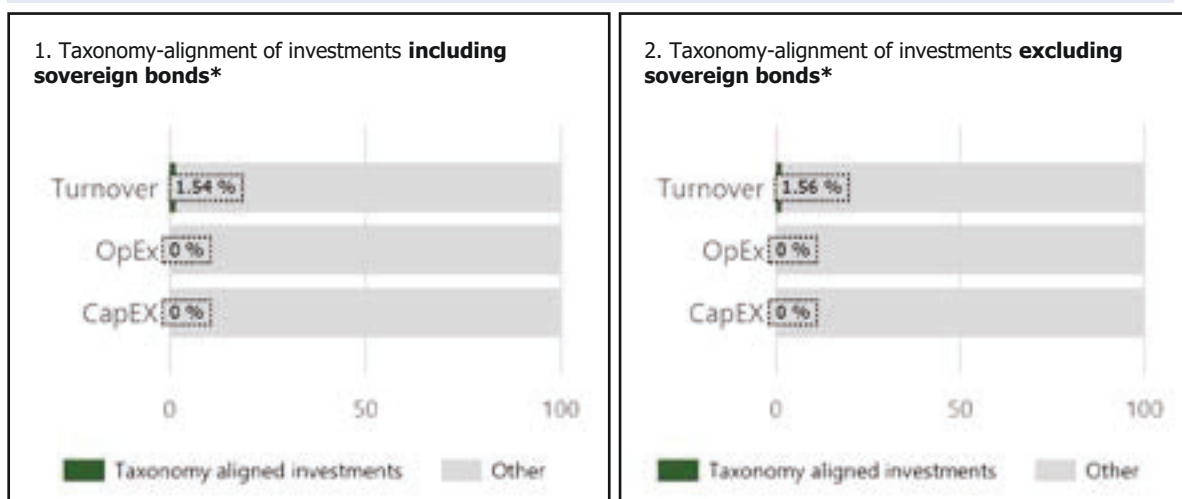 1. Taxonomy-alignment of investments including
sovereign bonds*
Turnover 1.54 %
OpEx 0 %
CapEX 0 %
0 50 100
Taxonomy aligned investments Other
2. Taxonomy-alignment of investments excluding
sovereign bonds*
Turnover 1.56 %
OpEx 0 %
CapEX 0 %
0 50 100
Taxonomy aligned investments Other